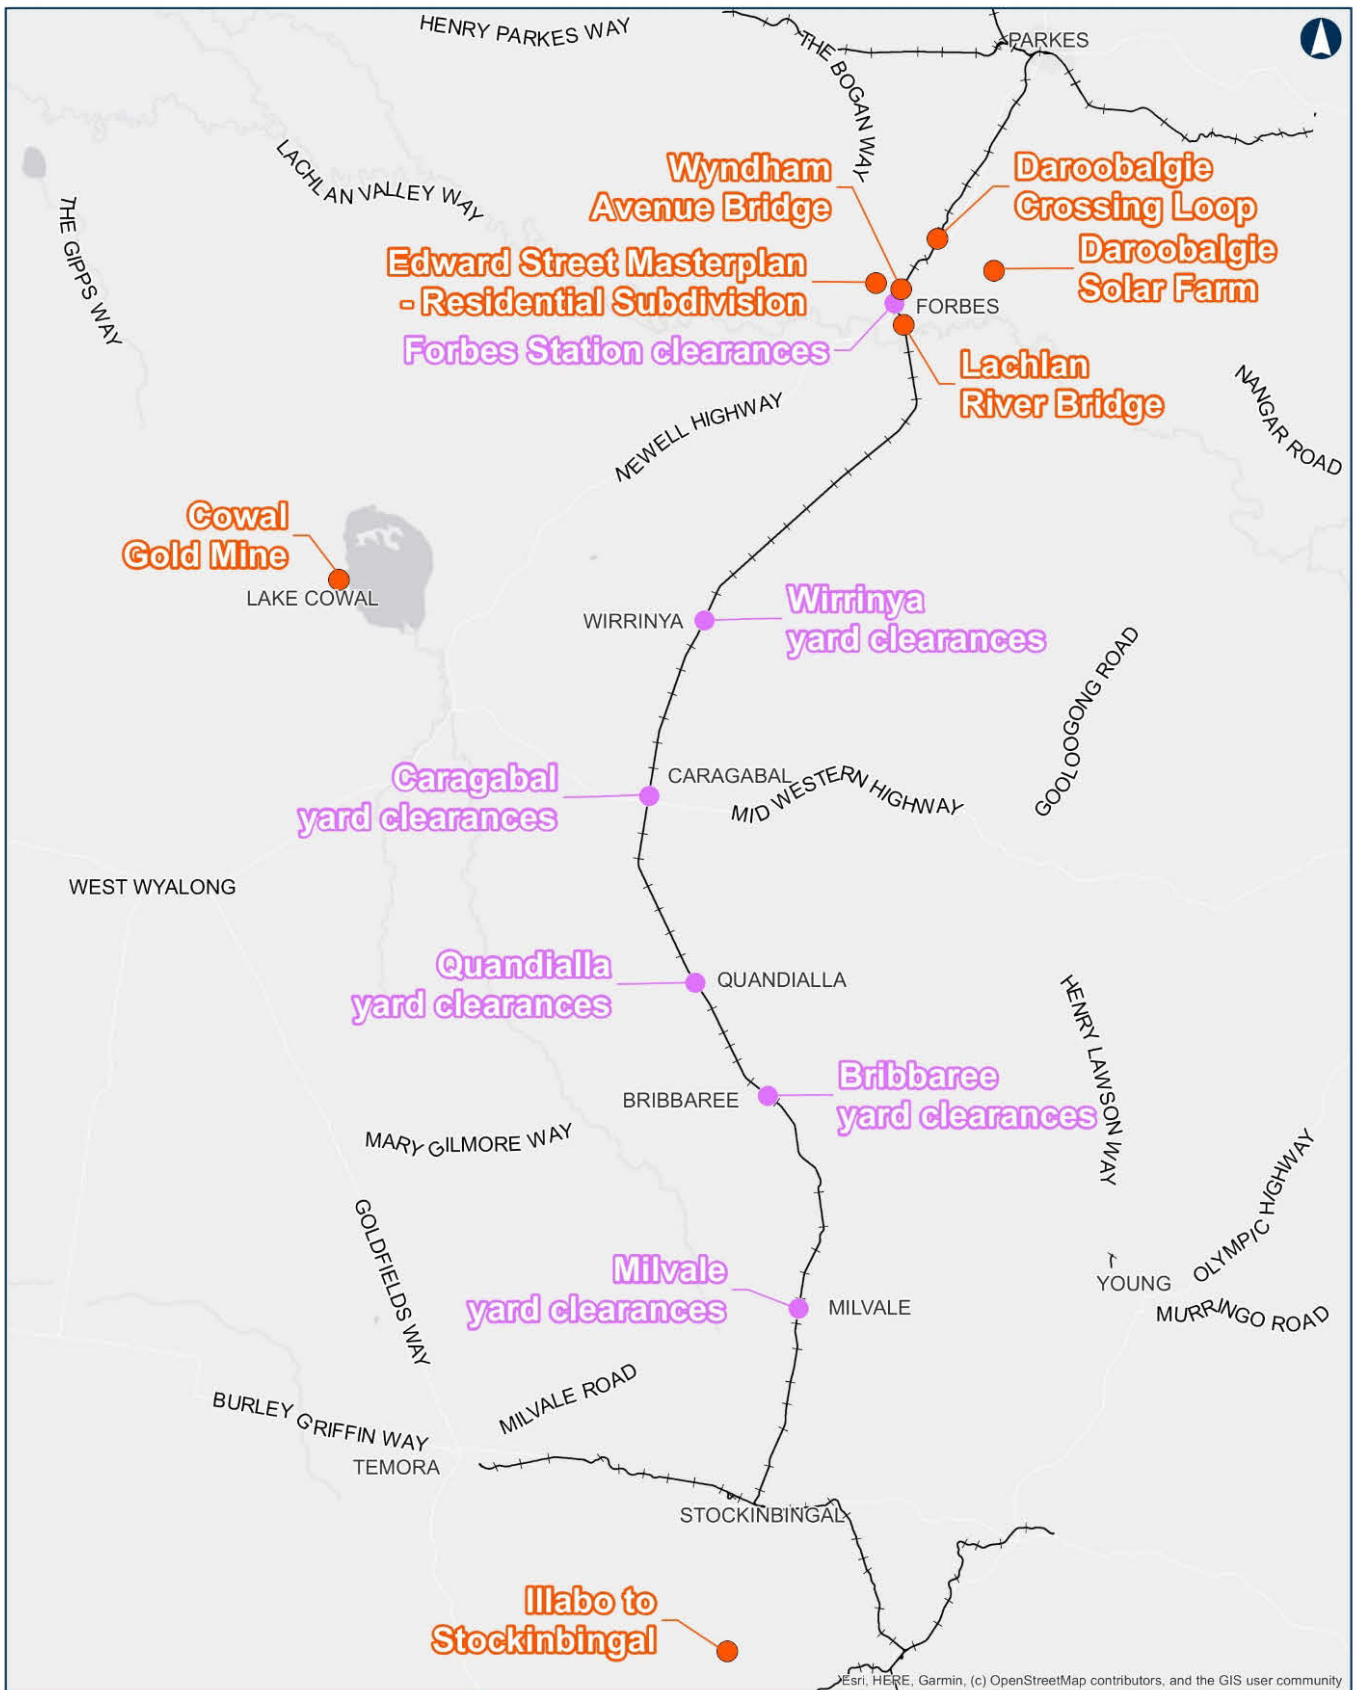 HENRY PARKES WAY
PARKES
THE BOGAN WAY
LACHLAN VALLEY WAY
THE GIPPS WAY
Wyndham
Avenue Bridge
Daroobalgie
Crossing Loop
Edward Street Masterplan
- Residential Subdivision
Daroobalgie
Solar Farm
FORBES
Forbes Station clearances
Lachlan
River Bridge
NANGAR ROAD
NEWELL HIGHWAY
Cowal
Gold Mine
LAKE COWAL
WIRRINYA
Wirrinya
yard clearances
GOOLOOGONG ROAD
Caragabal
yard clearances
CARAGABAL
MID WESTERN HIGHWAY
WEST WYALONG
Quandialla
yard clearances
QUANDIALLA
HENRY LAWSON WAY
BRIBBAREE
Bribbaree
yard clearances
MARY GILMORE WAY
GOLDFIELDS WAY
OLYMPIC HIGHWAY
Milvale
yard clearances
MILVALE
YOUNG
MURRINGO ROAD
MILVALE ROAD
BURLEY GRIFFIN WAY
TEMORA
STOCKINBINGAL
Illabo to
Stockinbingal
Esri, HERE, Garmin, (c) OpenStreetMap contributors, and the GIS user community